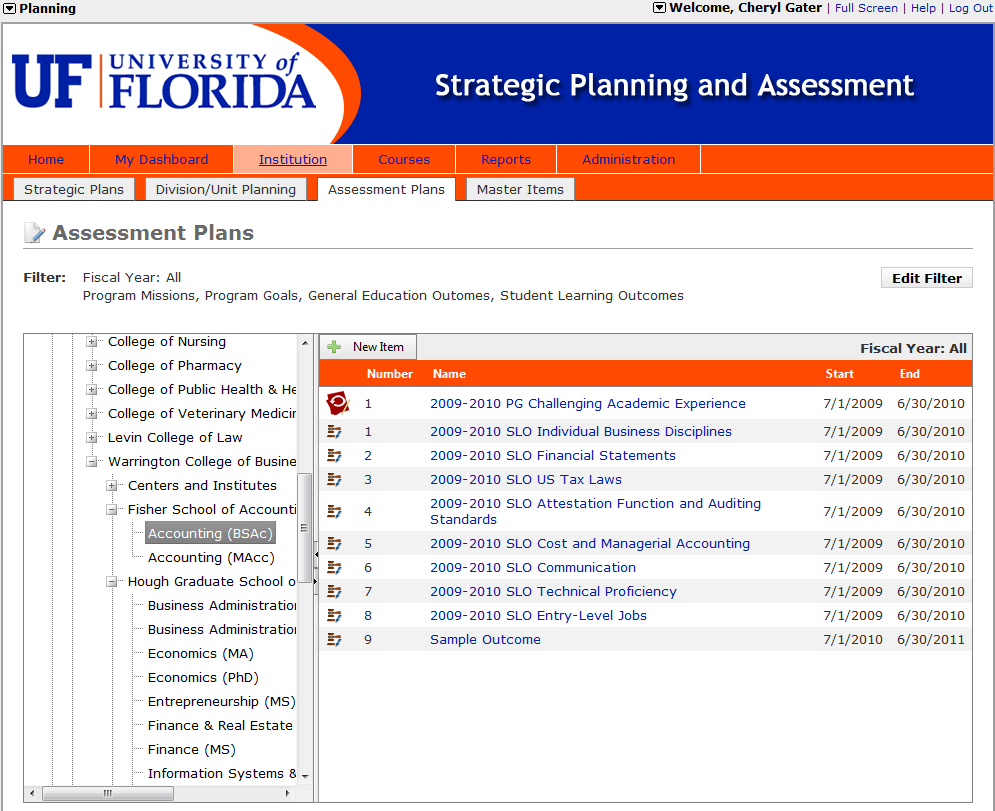 Planning
Welcome, Cheryl Gater | Full Screen | Help | Log Out
UF UNIVERSITY of FLORIDA
Strategic Planning and Assessment
Home My Dashboard Institution Courses Reports Administration
Strategic Plans Division/Unit Planning Assessment Plans Master Items
Assessment Plans
Filter: Fiscal Year: All
Program Missions, Program Goals, General Education Outomes, Student Learning Outcomes
Edit Filter
College of Nursing
College of Pharmacy
College of Public Health & He
College of Veterinary Medicin
Levin College of Law
Warrington College of Busine
Centers and Institutes
Fisher School of Accounti
Accounting (BSAc)
Accounting (MAcc)
Hough Graduate School o
Business Administration
Business Administration
Economics (MA)
Economics (PhD)
Entrepreneurship (MS)
Finance & Real Estate
Finance (MS)
Information Systems &
New Item
Fiscal Year: All
Number Name Start End
1 2009-2010 PG Challenging Academic Experience 7/1/2009 6/30/2010
1 2009-2010 SLO Individual Business Disciplines 7/1/2009 6/30/2010
2 2009-2010 SLO Financial Statements 7/1/2009 6/30/2010
3 2009-2010 SLO US Tax Laws 7/1/2009 6/30/2010
4 2009-2010 SLO Attestation Function and Auditing 7/1/2009 6/30/2010
Standards
5 2009-2010 SLO Cost and Managerial Accounting 7/1/2009 6/30/2010
6 2009-2010 SLO Communication 7/1/2009 6/30/2010
7 2009-2010 SLO Technical Proficiency 7/1/2009 6/30/2010
8 2009-2010 SLO Entry-Level Jobs 7/1/2009 6/30/2010
9 Sample Outcome 7/1/2010 6/30/2011